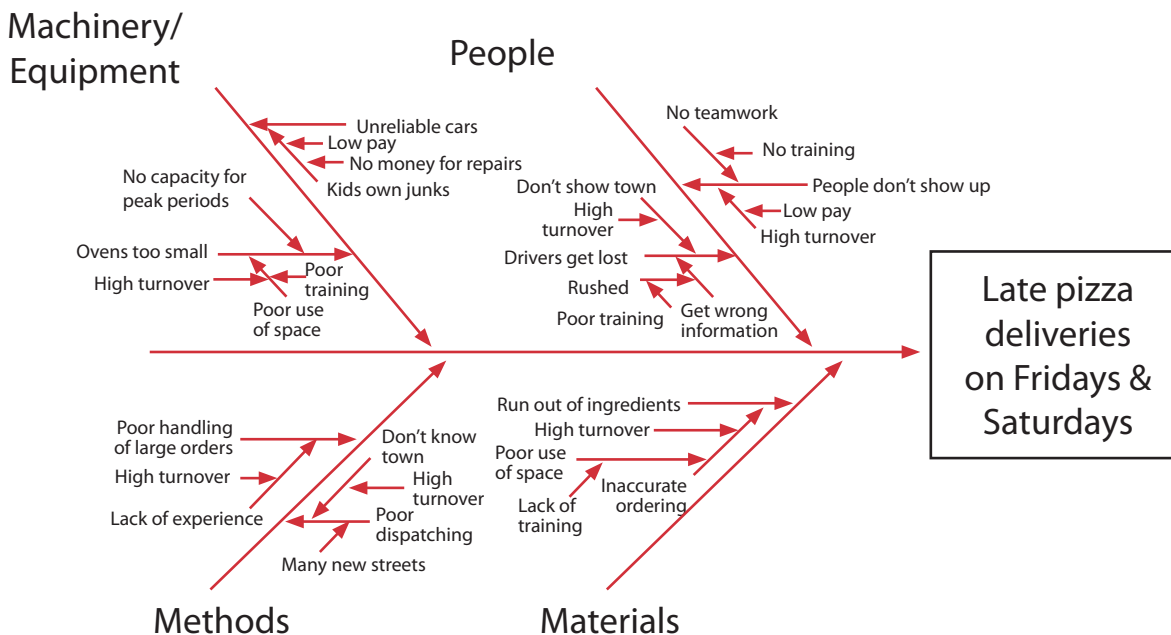 Machinery/
Equipment
People
Unreliable cars
Low pay
No money for repairs
Kids own junks
No capacity for
peak periods
Ovens too small
High turnover
Poor
training
Poor use
of space
No teamwork
No training
People don't show up
Low pay
High turnover
Don't show town
High
turnover
Drivers get lost
Rushed
Poor training
Get wrong
information
Late pizza
deliveries
on Fridays &
Saturdays
Poor handling
of large orders
High turnover
Lack of experience
Don't know
town
High
turnover
Poor
dispatching
Many new streets
Run out of ingredients
High turnover
Poor use
of space
Lack of
training
Inaccurate
ordering
Methods
Materials